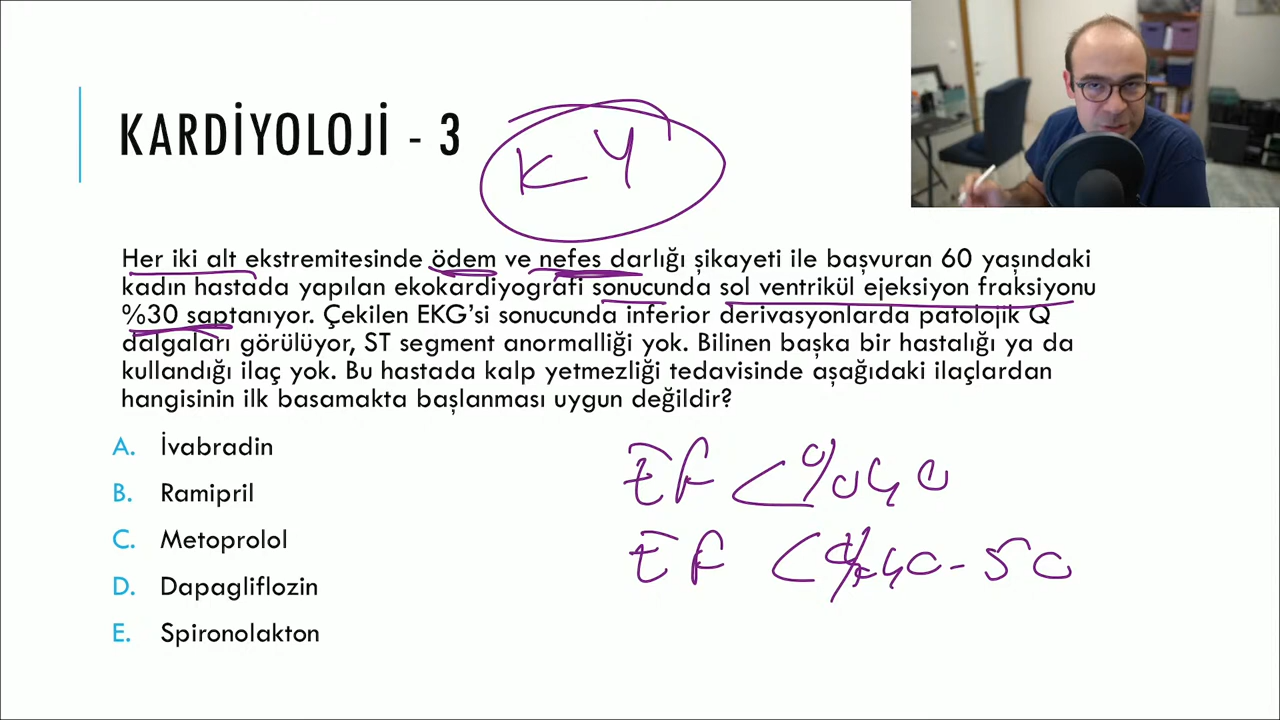 KARDİYOLOJİ - 3
KY
Her iki alt ekstremitesinde ödem ve nefes darlığı şikayeti ile başvuran 60 yaşındaki
kadın hastada yapılan ekokardiyografi sonucunda sol ventrikül ejeksiyon fraksiyonu
%30 saptanıyor. Çekilen EKG’si sonucunda inferior derivasyonlarda patolojik Q
dalgaları görülüyor, ST segment anormalliği yok. Bilinen başka bir hastalığı ya da
kullandığı ilaç yok. Bu hastada kalp yetmezliği tedavisinde aşağıdaki ilaçlardan
hangisinin ilk basamakta başlanması uygun değildir?
A. İvabradin
B. Ramipril
C. Metoprolol
D. Dapagliflozin
E. Spironolakton
EF < %40
EF < %40-50